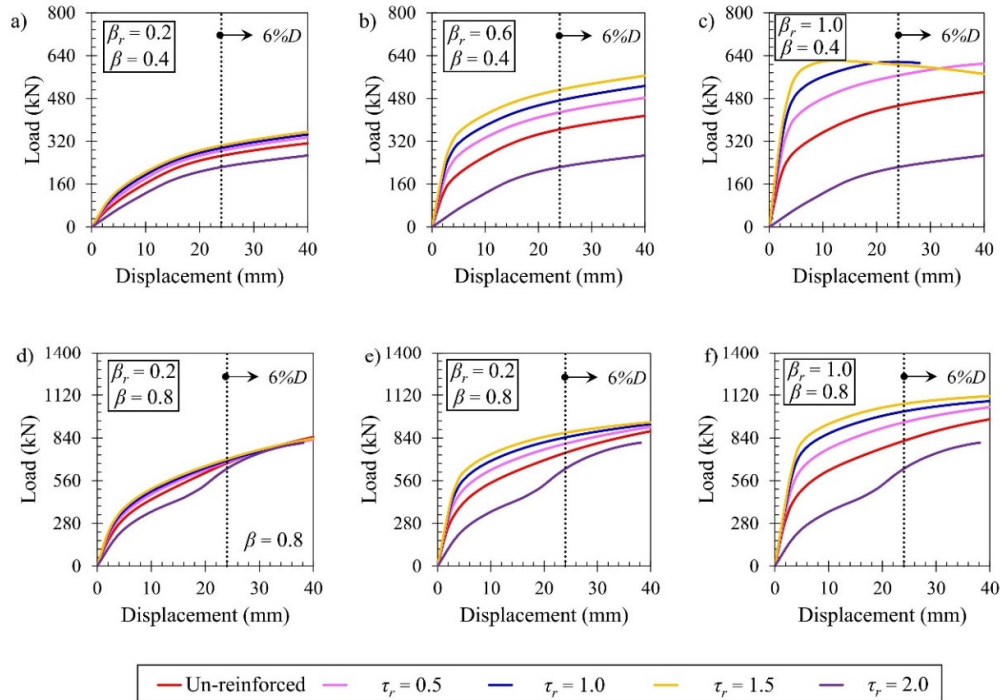 a)
βr = 0.2
β = 0.4
6%D
Load (kN)
800
640
480
320
160
0
0 10 20 30 40
Displacement (mm)
b)
βr = 0.6
β = 0.4
6%D
Load (kN)
800
640
480
320
160
0
0 10 20 30 40
Displacement (mm)
c)
βr = 1.0
β = 0.4
6%D
Load (kN)
800
640
480
320
160
0
0 10 20 30 40
Displacement (mm)
d)
βr = 0.2
β = 0.8
6%D
β = 0.8
Load (kN)
1400
1120
840
560
280
0
0 10 20 30 40
Displacement (mm)
e)
βr = 0.2
β = 0.8
6%D
Load (kN)
1400
1120
840
560
280
0
0 10 20 30 40
Displacement (mm)
f)
βr = 1.0
β = 0.8
6%D
Load (kN)
1400
1120
840
560
280
0
0 10 20 30 40
Displacement (mm)
Un-reinforced τr = 0.5 τr = 1.0 τr = 1.5 τr = 2.0